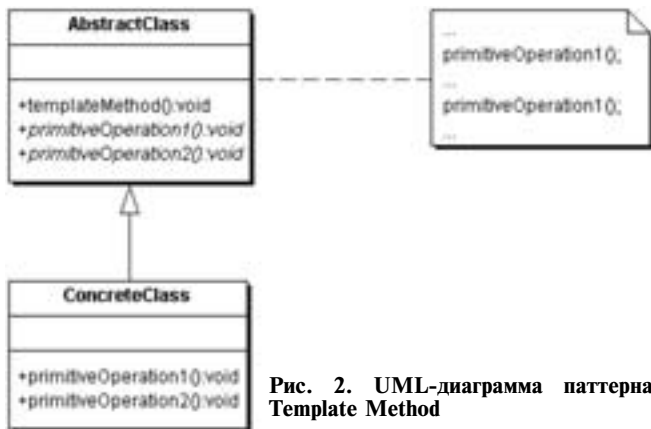 AbstractClass
+templateMethod():void
+primitiveOperation1():void
+primitiveOperation2():void
...
primitiveOperation1();
...
primitiveOperation1();
...
ConcreteClass
+primitiveOperation1():void
+primitiveOperation2():void
Рис. 2. UML-диаграмма паттерна
Template Method